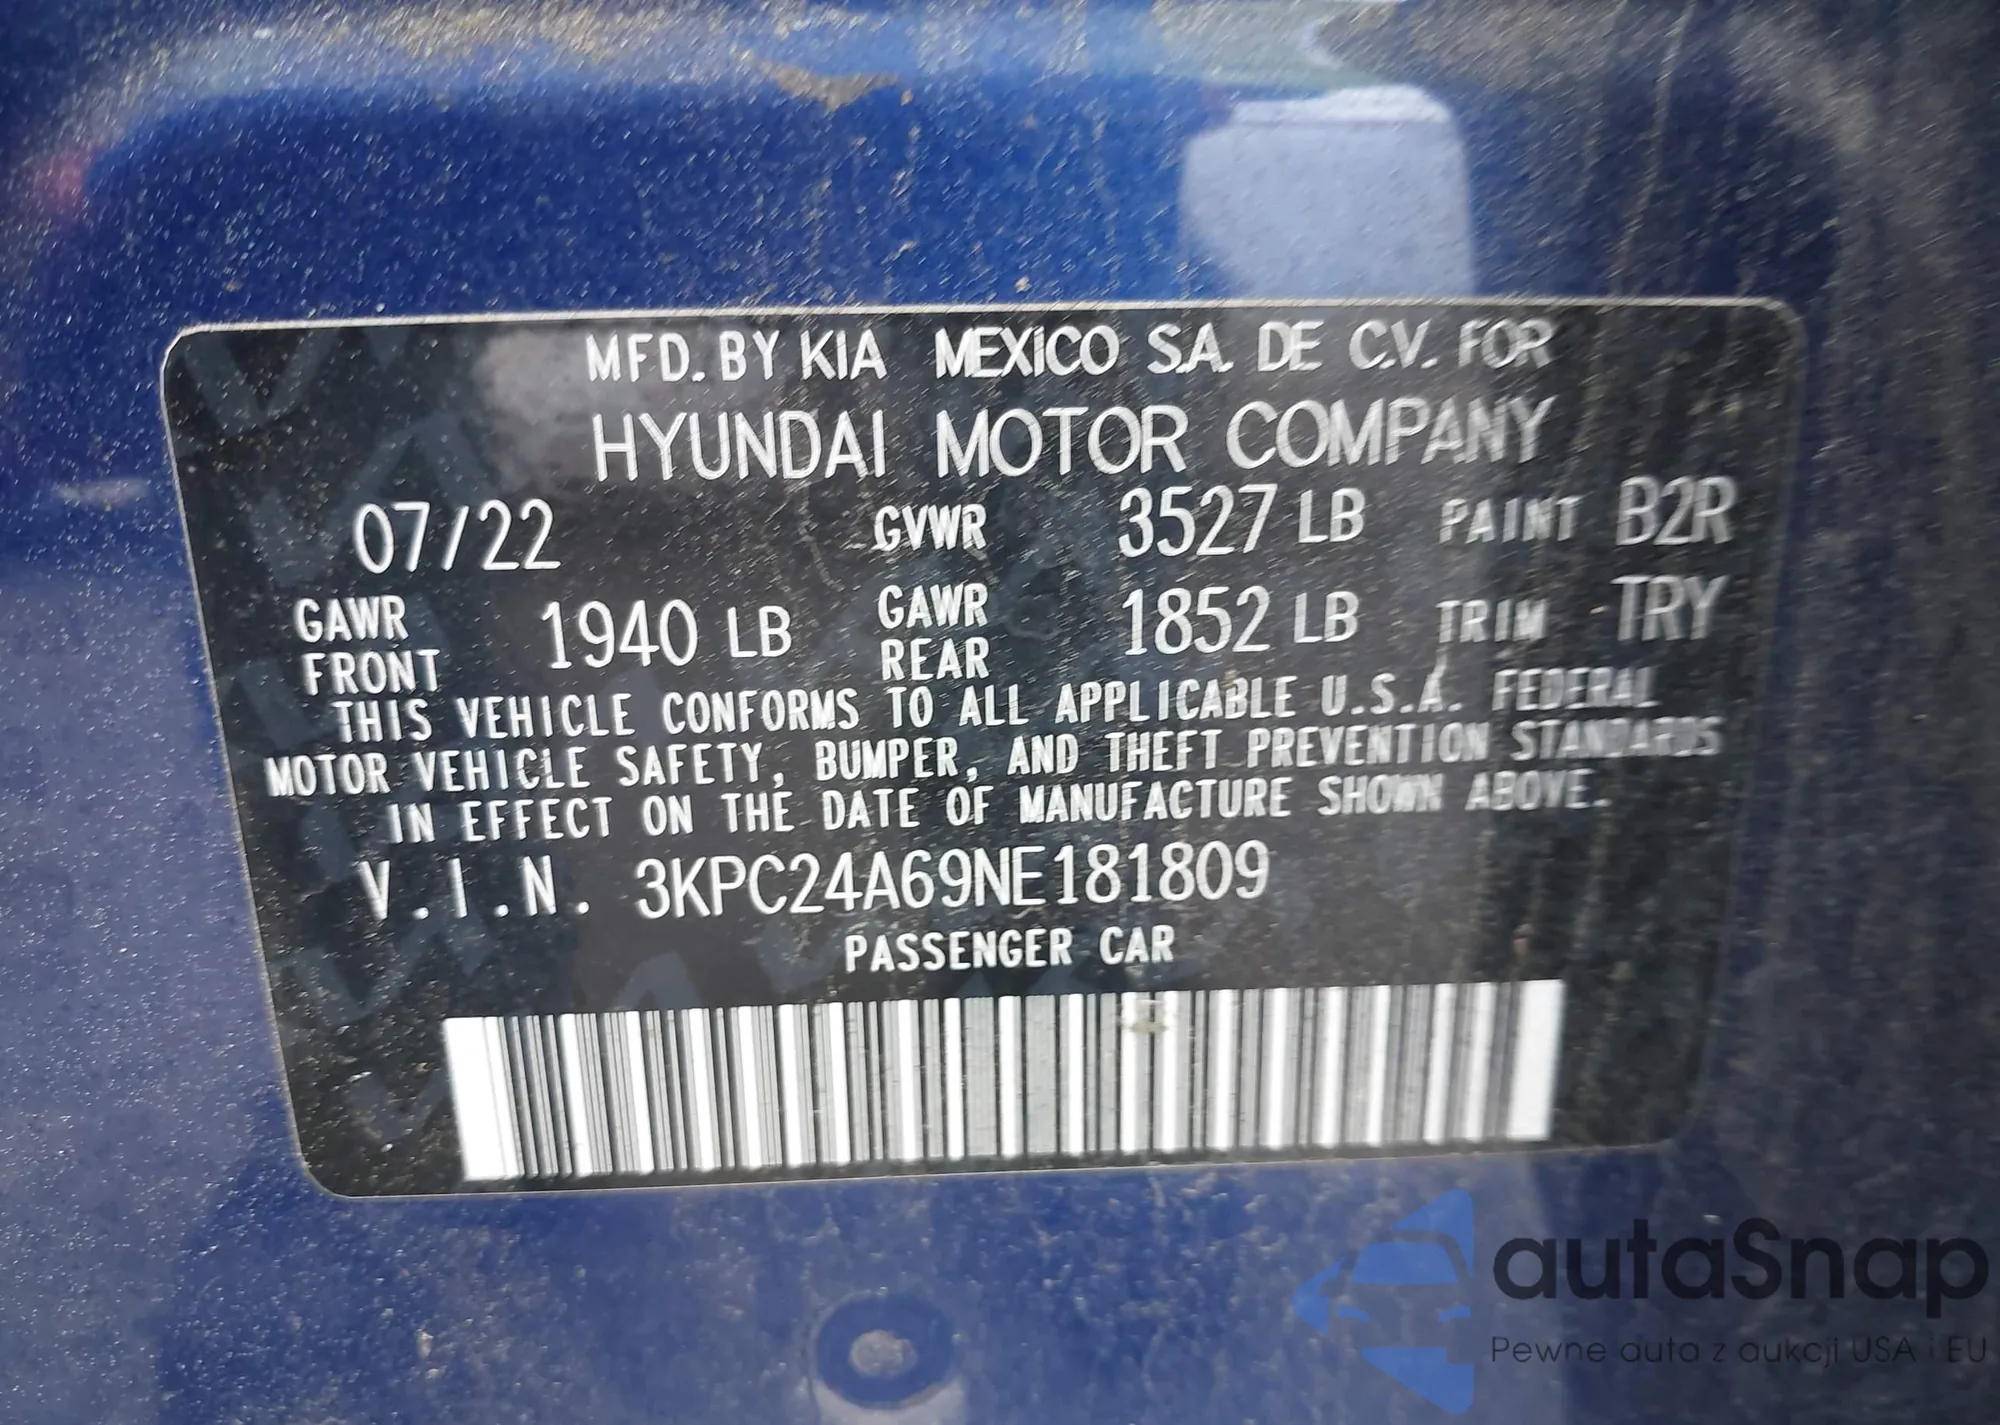 MFD. BY KIA MEXICO S.A. DE C.V. FOR
HYUNDAI MOTOR COMPANY
07/22 GVWR 3527 LB PAINT B2R
GAWR FRONT 1940 LB GAWR REAR 1852 LB TRIM TRY
THIS VEHICLE CONFORMS TO ALL APPLICABLE U.S.A. FEDERAL
MOTOR VEHICLE SAFETY, BUMPER, AND THEFT PREVENTION STANDARDS
IN EFFECT ON THE DATE OF MANUFACTURE SHOWN ABOVE.
V.I.N. 3KPC24A69NE181809
PASSENGER CAR
autaSnap
Pewne auta z aukcji USA i EU